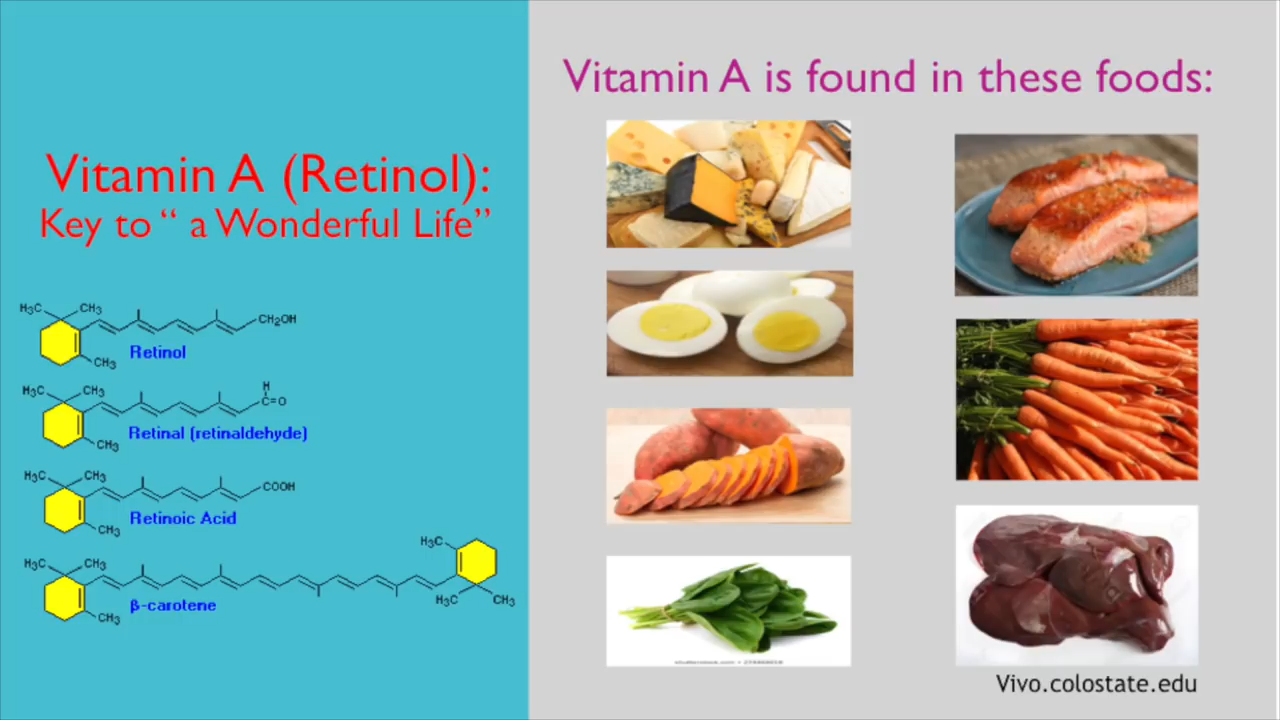 Vitamin A (Retinol):
Key to “ a Wonderful Life”
H₃C CH₃
CH₂OH
CH₃
Retinol
H₃C CH₃
H
C=O
CH₃
Retinal (retinaldehyde)
H₃C CH₃
COOH
CH₃
Retinoic Acid
H₃C
H₃C CH₃
H₃C CH₃
CH₃
β-carotene
Vitamin A is found in these foods:
Vivo.colostate.edu